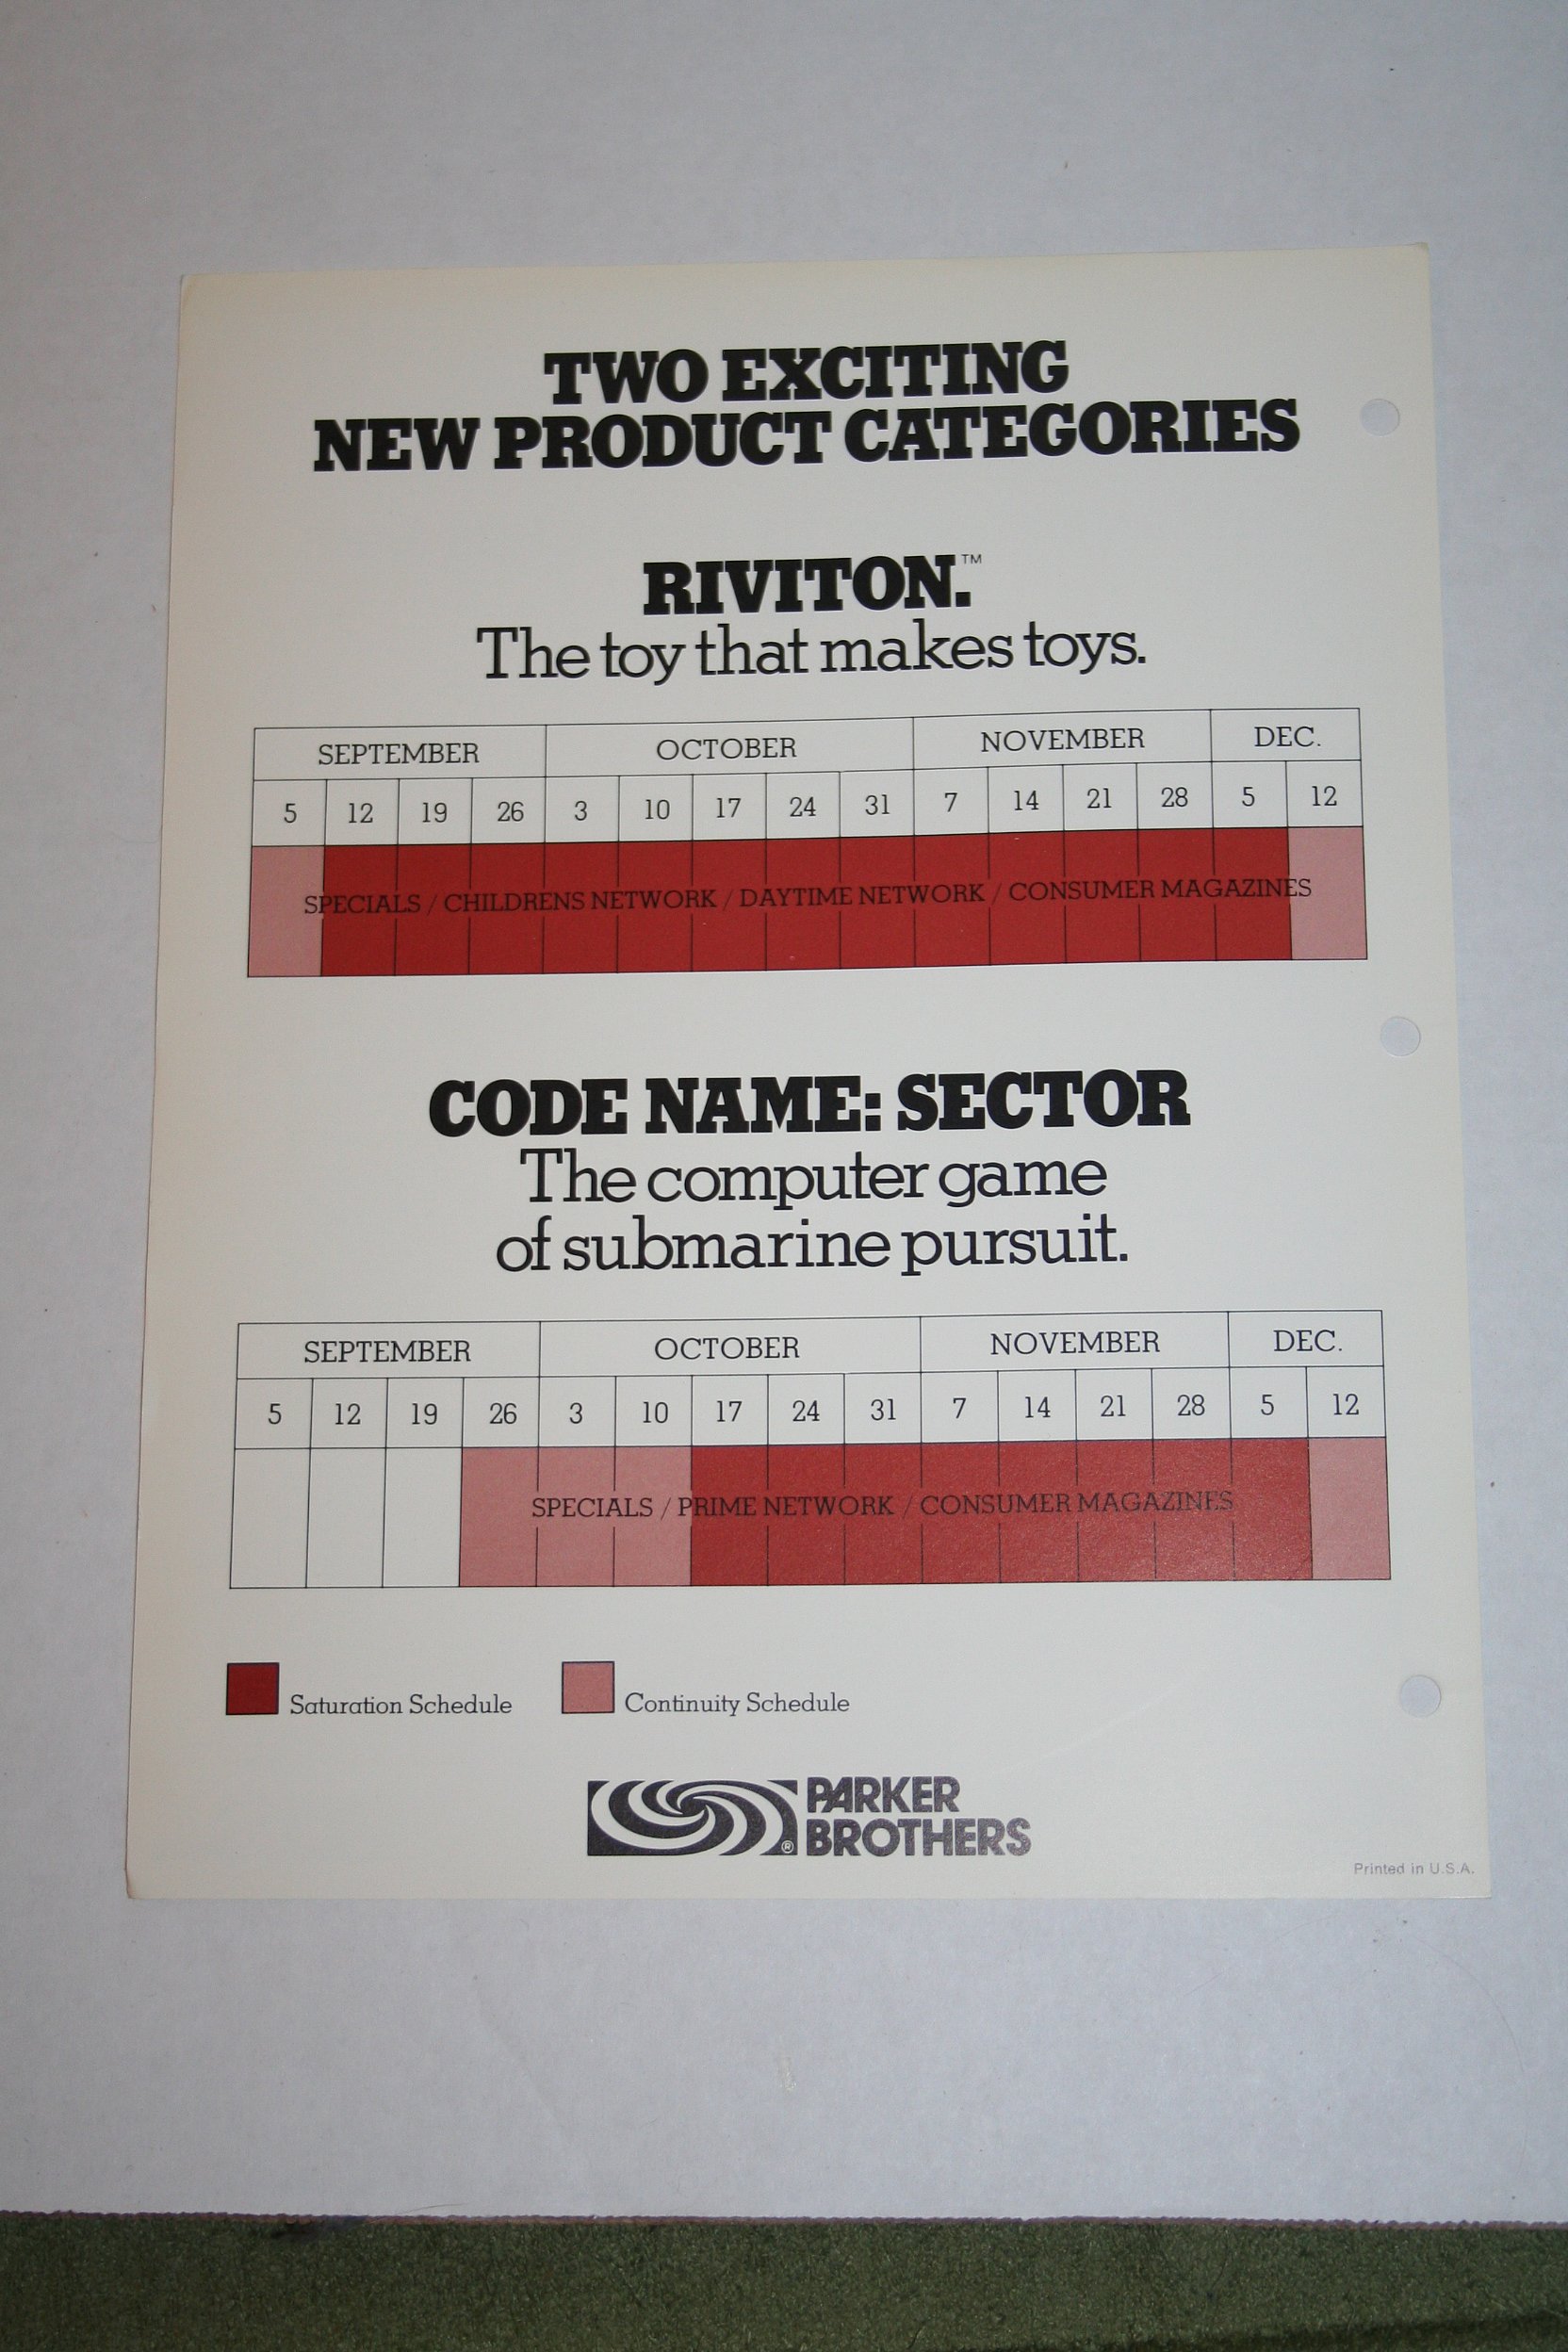 TWO EXCITING
NEW PRODUCT CATEGORIES
RIVITON.™
The toy that makes toys.
SEPTEMBER OCTOBER NOVEMBER DEC.
5 12 19 26 3 10 17 24 31 7 14 21 28 5 12
SPECIALS / CHILDRENS NETWORK / DAYTIME NETWORK / CONSUMER MAGAZINES
CODE NAME: SECTOR
The computer game
of submarine pursuit.
SEPTEMBER OCTOBER NOVEMBER DEC.
5 12 19 26 3 10 17 24 31 7 14 21 28 5 12
SPECIALS / PRIME NETWORK / CONSUMER MAGAZINES
Saturation Schedule Continuity Schedule
® PARKER
BROTHERS
Printed in U.S.A.